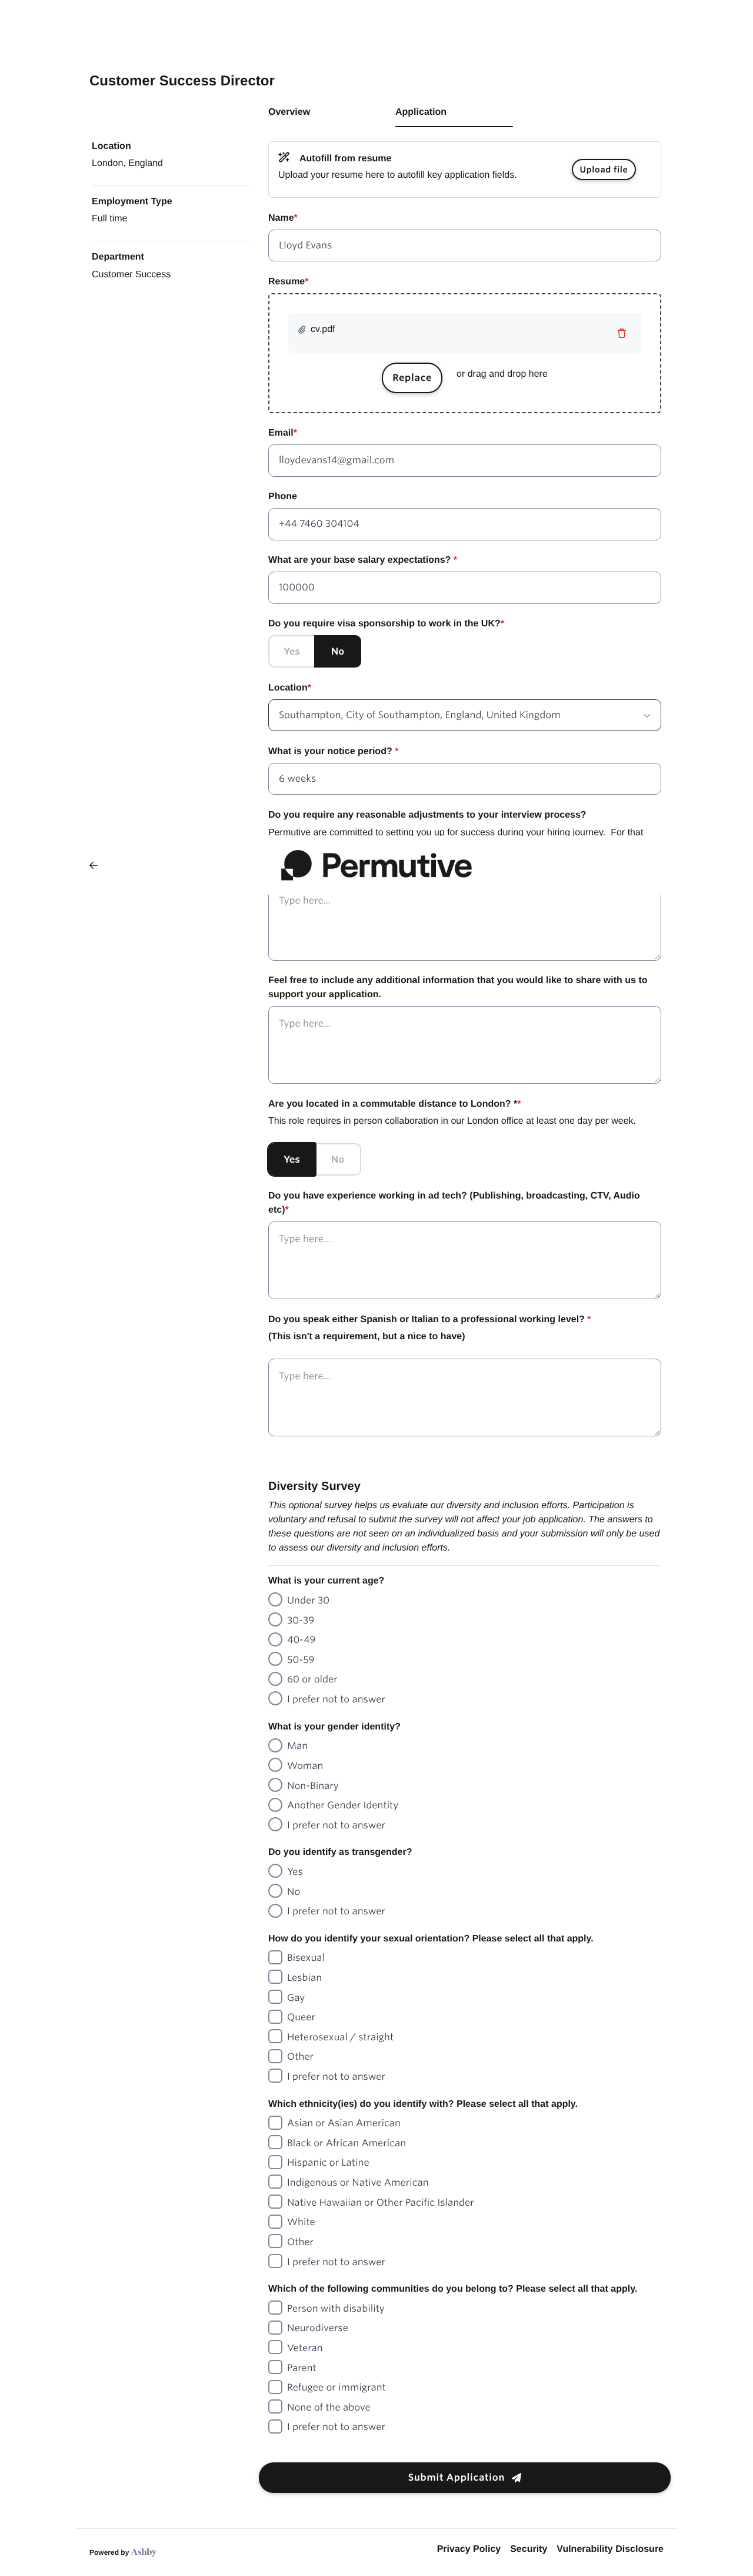 Customer Success Director
Overview
Application
Location
London, England
Employment Type
Full time
Department
Customer Success
Autofill from resume
Upload your resume here to autofill key application fields.
Upload file
Name*
Lloyd Evans
Resume*
cv.pdf
Replace
or drag and drop here
Email*
lloydevans14@gmail.com
Phone
+44 7460 304104
What are your base salary expectations? *
100000
Do you require visa sponsorship to work in the UK?*
Yes
No
Location*
Southampton, City of Southampton, England, United Kingdom
What is your notice period? *
6 weeks
Do you require any reasonable adjustments to your interview process?
Permutive are committed to setting you up for success during your hiring journey.  For that
Permutive
Type here...
Feel free to include any additional information that you would like to share with us to
support your application.
Type here...
Are you located in a commutable distance to London? **
This role requires in person collaboration in our London office at least one day per week.
Yes
No
Do you have experience working in ad tech? (Publishing, broadcasting, CTV, Audio
etc)*
Type here...
Do you speak either Spanish or Italian to a professional working level? *
(This isn't a requirement, but a nice to have)
Type here...
Diversity Survey
This optional survey helps us evaluate our diversity and inclusion efforts. Participation is
voluntary and refusal to submit the survey will not affect your job application. The answers to
these questions are not seen on an individualized basis and your submission will only be used
to assess our diversity and inclusion efforts.
What is your current age?
Under 30
30-39
40-49
50-59
60 or older
I prefer not to answer
What is your gender identity?
Man
Woman
Non-Binary
Another Gender Identity
I prefer not to answer
Do you identify as transgender?
Yes
No
I prefer not to answer
How do you identify your sexual orientation? Please select all that apply.
Bisexual
Lesbian
Gay
Queer
Heterosexual / straight
Other
I prefer not to answer
Which ethnicity(ies) do you identify with? Please select all that apply.
Asian or Asian American
Black or African American
Hispanic or Latine
Indigenous or Native American
Native Hawaiian or Other Pacific Islander
White
Other
I prefer not to answer
Which of the following communities do you belong to? Please select all that apply.
Person with disability
Neurodiverse
Veteran
Parent
Refugee or immigrant
None of the above
I prefer not to answer
Submit Application
Powered by Ashby
Privacy Policy
Security
Vulnerability Disclosure